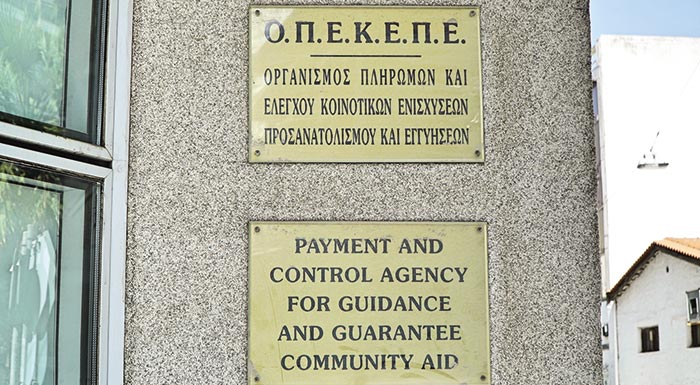 Ο.Π.Ε.Κ.Ε.Π.Ε.
ΟΡΓΑΝΙΣΜΟΣ ΠΛΗΡΩΜΩΝ ΚΑΙ
ΕΛΕΓΧΟΥ ΚΟΙΝΟΤΙΚΩΝ ΕΝΙΣΧΥΣΕΩΝ
ΠΡΟΣΑΝΑΤΟΛΙΣΜΟΥ ΚΑΙ ΕΓΓΥΗΣΕΩΝ
PAYMENT AND
CONTROL AGENCY
FOR GUIDANCE
AND GUARANTEE
COMMUNITY AID